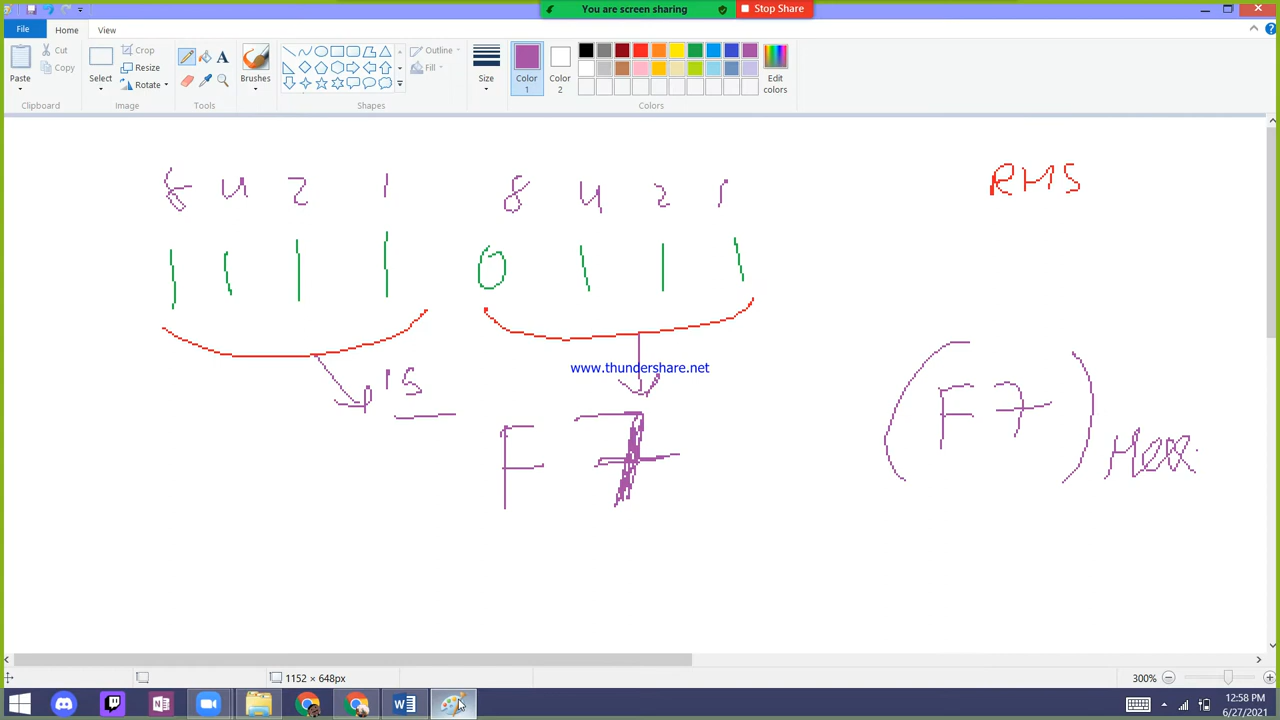 You are screen sharing Stop Share
File Home View
Paste Cut Copy Select Crop Resize Rotate Brushes Outline Fill Size Color 1 Color 2 Edit colors
Clipboard Image Tools Shapes Colors
8 4 2 1 8 4 2 1
RHS
1 1 1 1 0 1 1 1
www.thundershare.net
15
F 7
(F7) Hex
1152 × 648px 300%
12:58 PM
6/27/2021